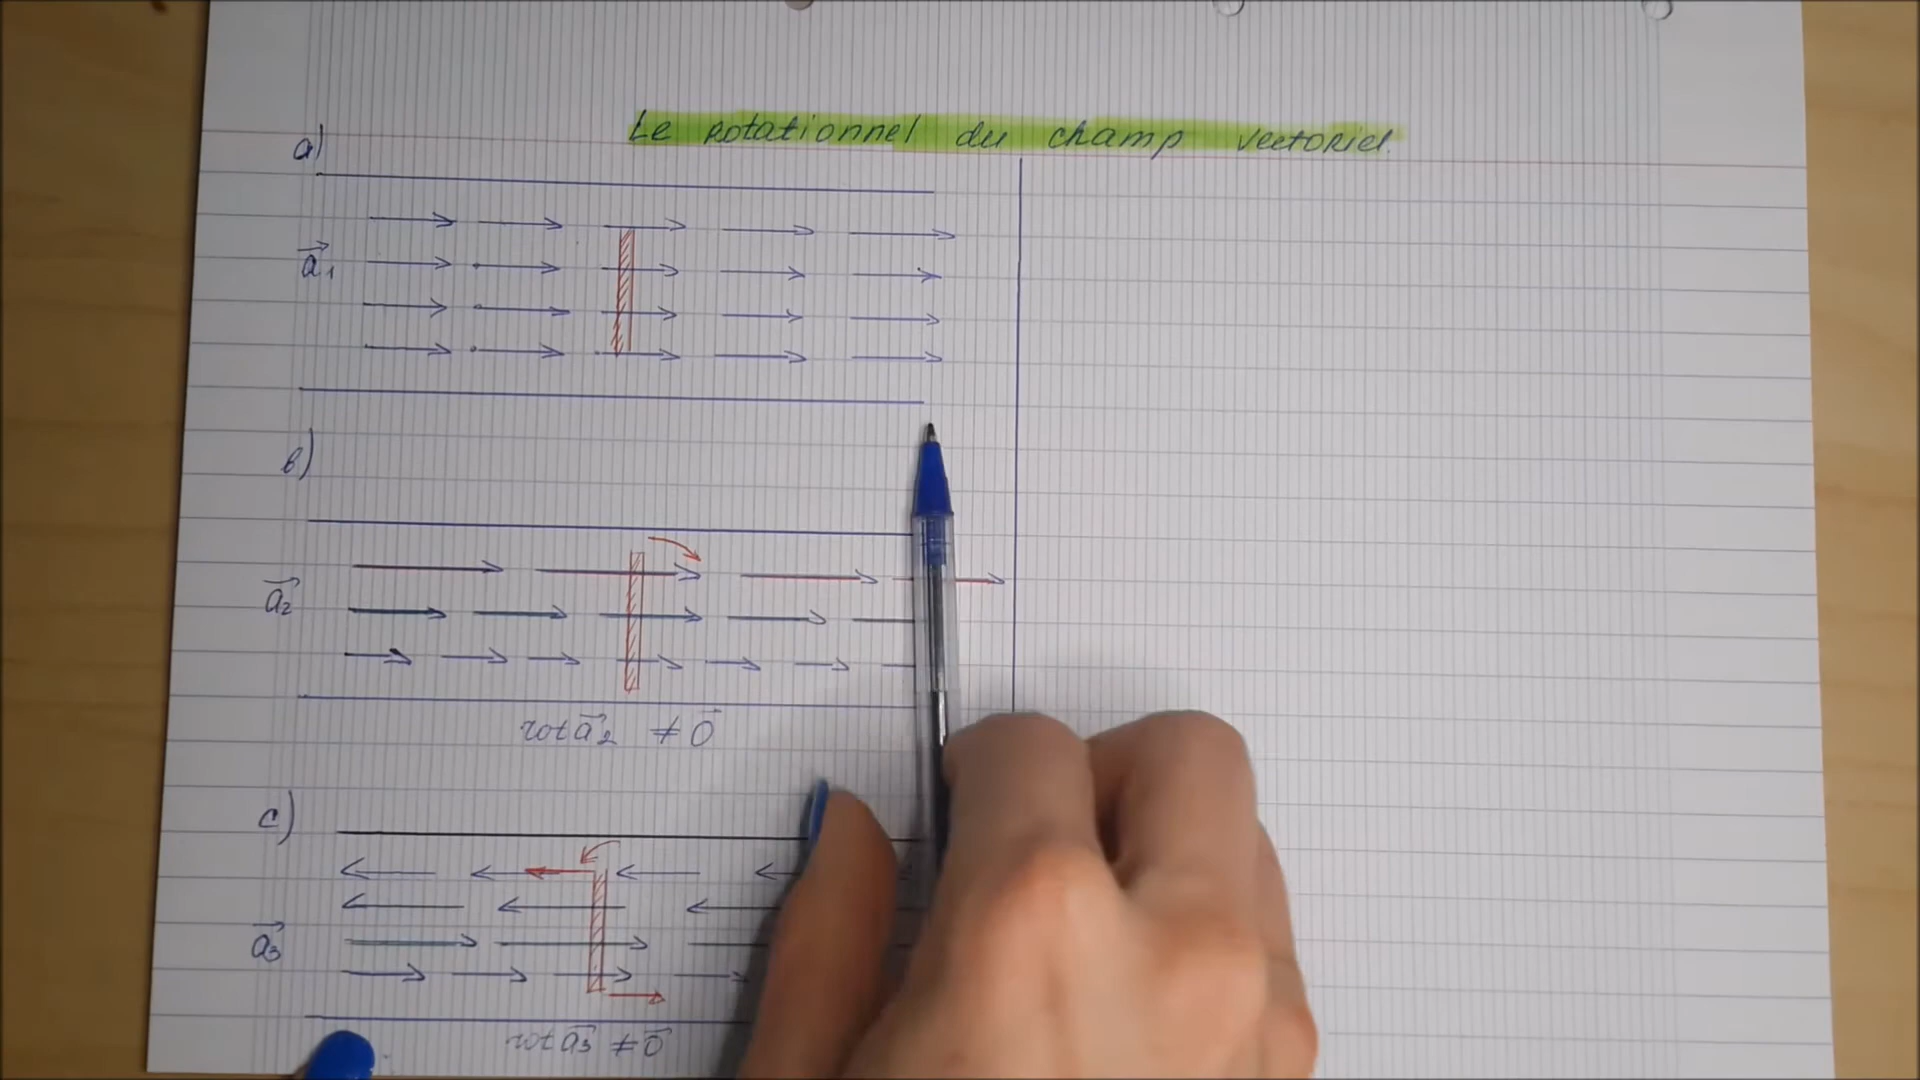 Le rotationnel du champ vectoriel.
a)
a⃗₁
b)
a⃗₂
rot a⃗₂ ≠ 0⃗
c)
a⃗₃
rot a⃗₃ ≠ 0⃗